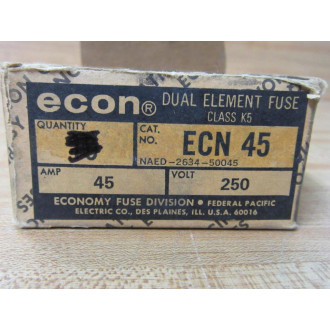 econ® DUAL ELEMENT FUSE
CLASS K5
QUANTITY
CAT. NO. ECN 45
NAED-2634-50045
AMP 45 VOLT 250
ECONOMY FUSE DIVISION • FEDERAL PACIFIC
ELECTRIC CO., DES PLAINES, ILL. U.S.A. 60016